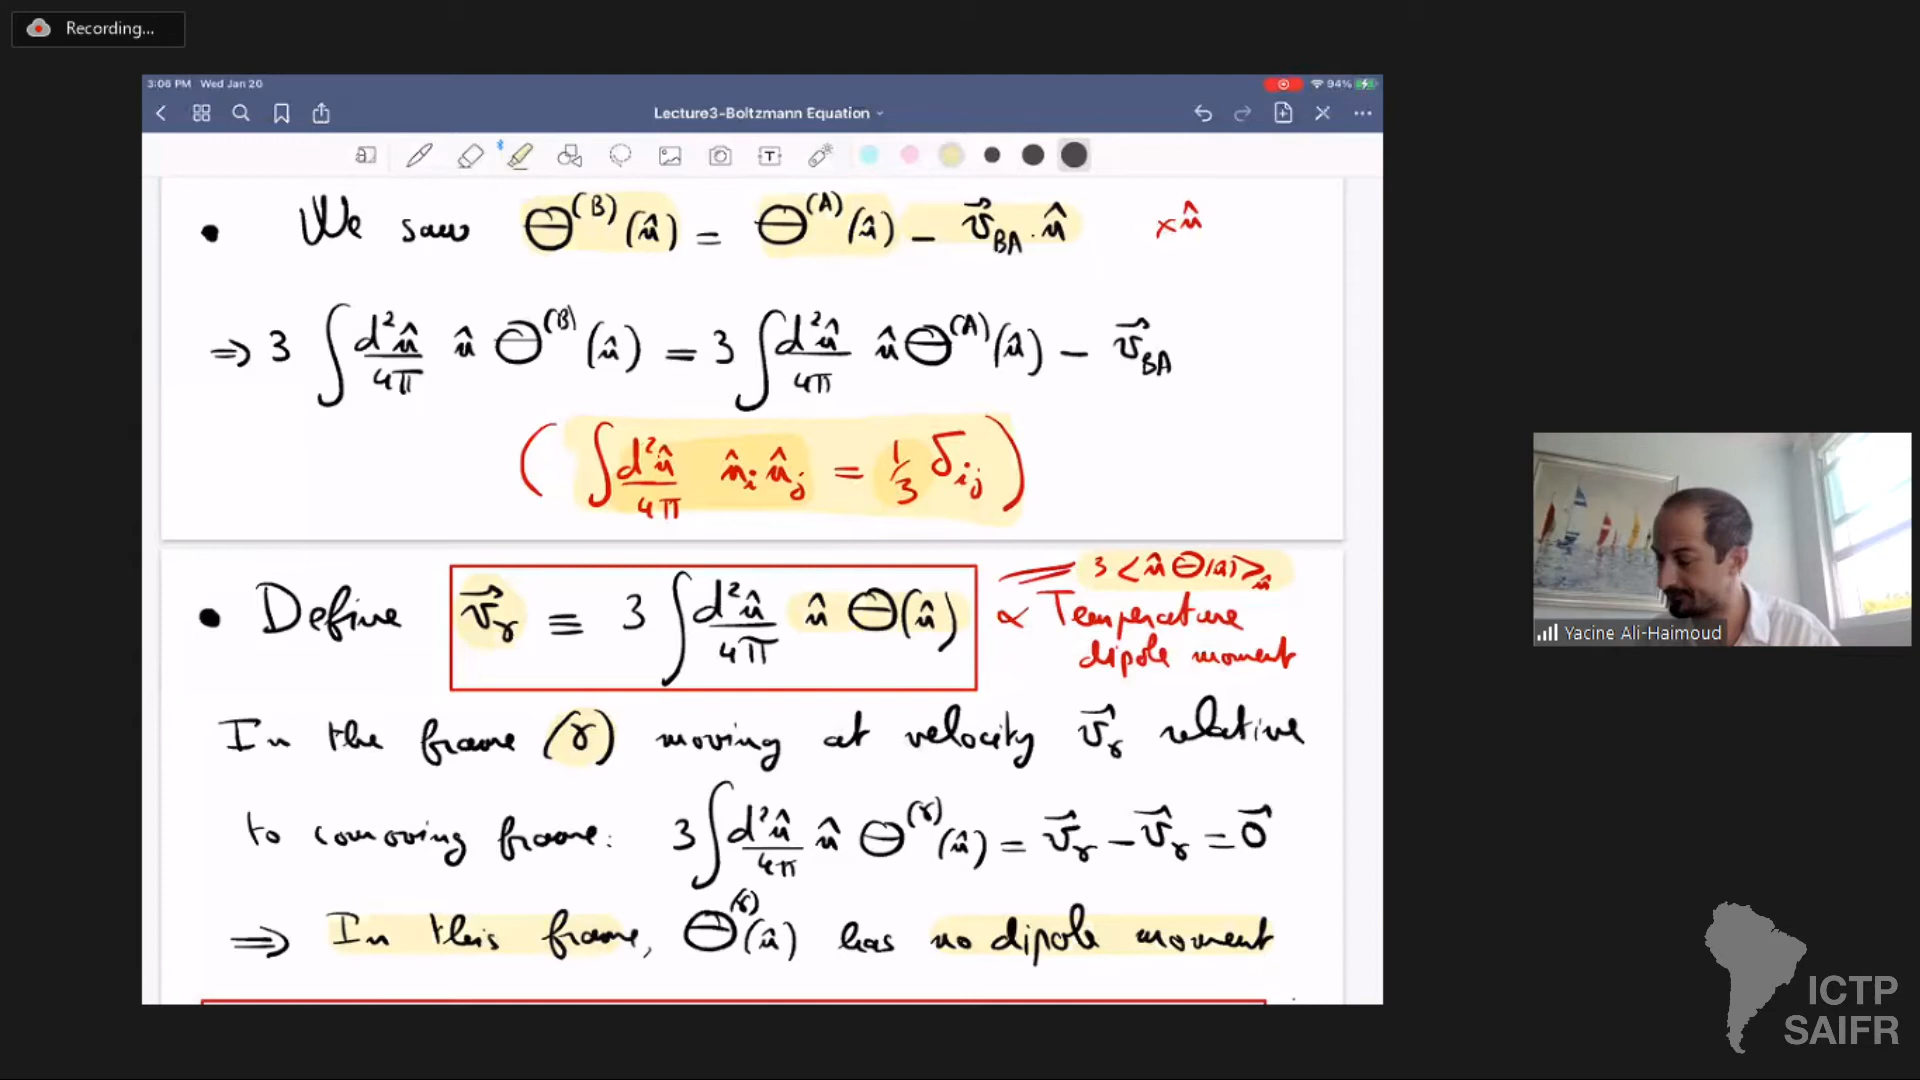 Recording...
3:06 PM Wed Jan 20
94%
Lecture3-Boltzmann Equation
• We saw Θ^(B)(n̂) = Θ^(A)(n̂) − v⃗_BA · n̂ × n̂
⇒ 3 ∫ d²n̂/4π n̂ Θ^(B)(n̂) = 3 ∫ d²n̂/4π n̂ Θ^(A)(n̂) − v⃗_BA
( ∫ d²n̂/4π n̂_i n̂_j = 1/3 δ_ij )
• Define v⃗_γ ≡ 3 ∫ d²n̂/4π n̂ Θ(n̂) = 3 <n̂ Θ(n̂)>_n̂
∝ Temperature
dipole moment
In the frame (γ) moving at velocity v⃗_γ relative
to comoving frame: 3 ∫ d²n̂/4π n̂ Θ^(γ)(n̂) = v⃗_γ − v⃗_γ = 0⃗
⇒ In this frame, Θ^(γ)(n̂) has no dipole moment
Yacine Ali-Haimoud
ICTP
SAIFR